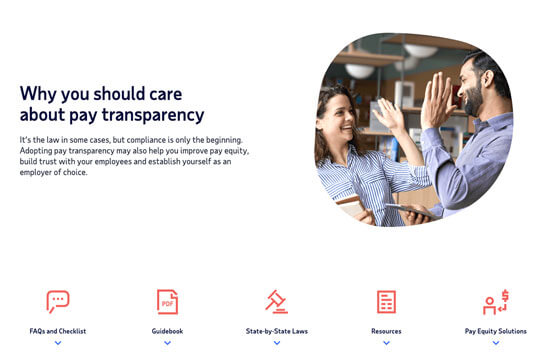 Why you should care
about pay transparency
It's the law in some cases, but compliance is only the beginning.
Adopting pay transparency may also help you improve pay equity,
build trust with your employees and establish yourself as an
employer of choice.
PDF
FAQs and Checklist
Guidebook
State-by-State Laws
Resources
Pay Equity Solutions